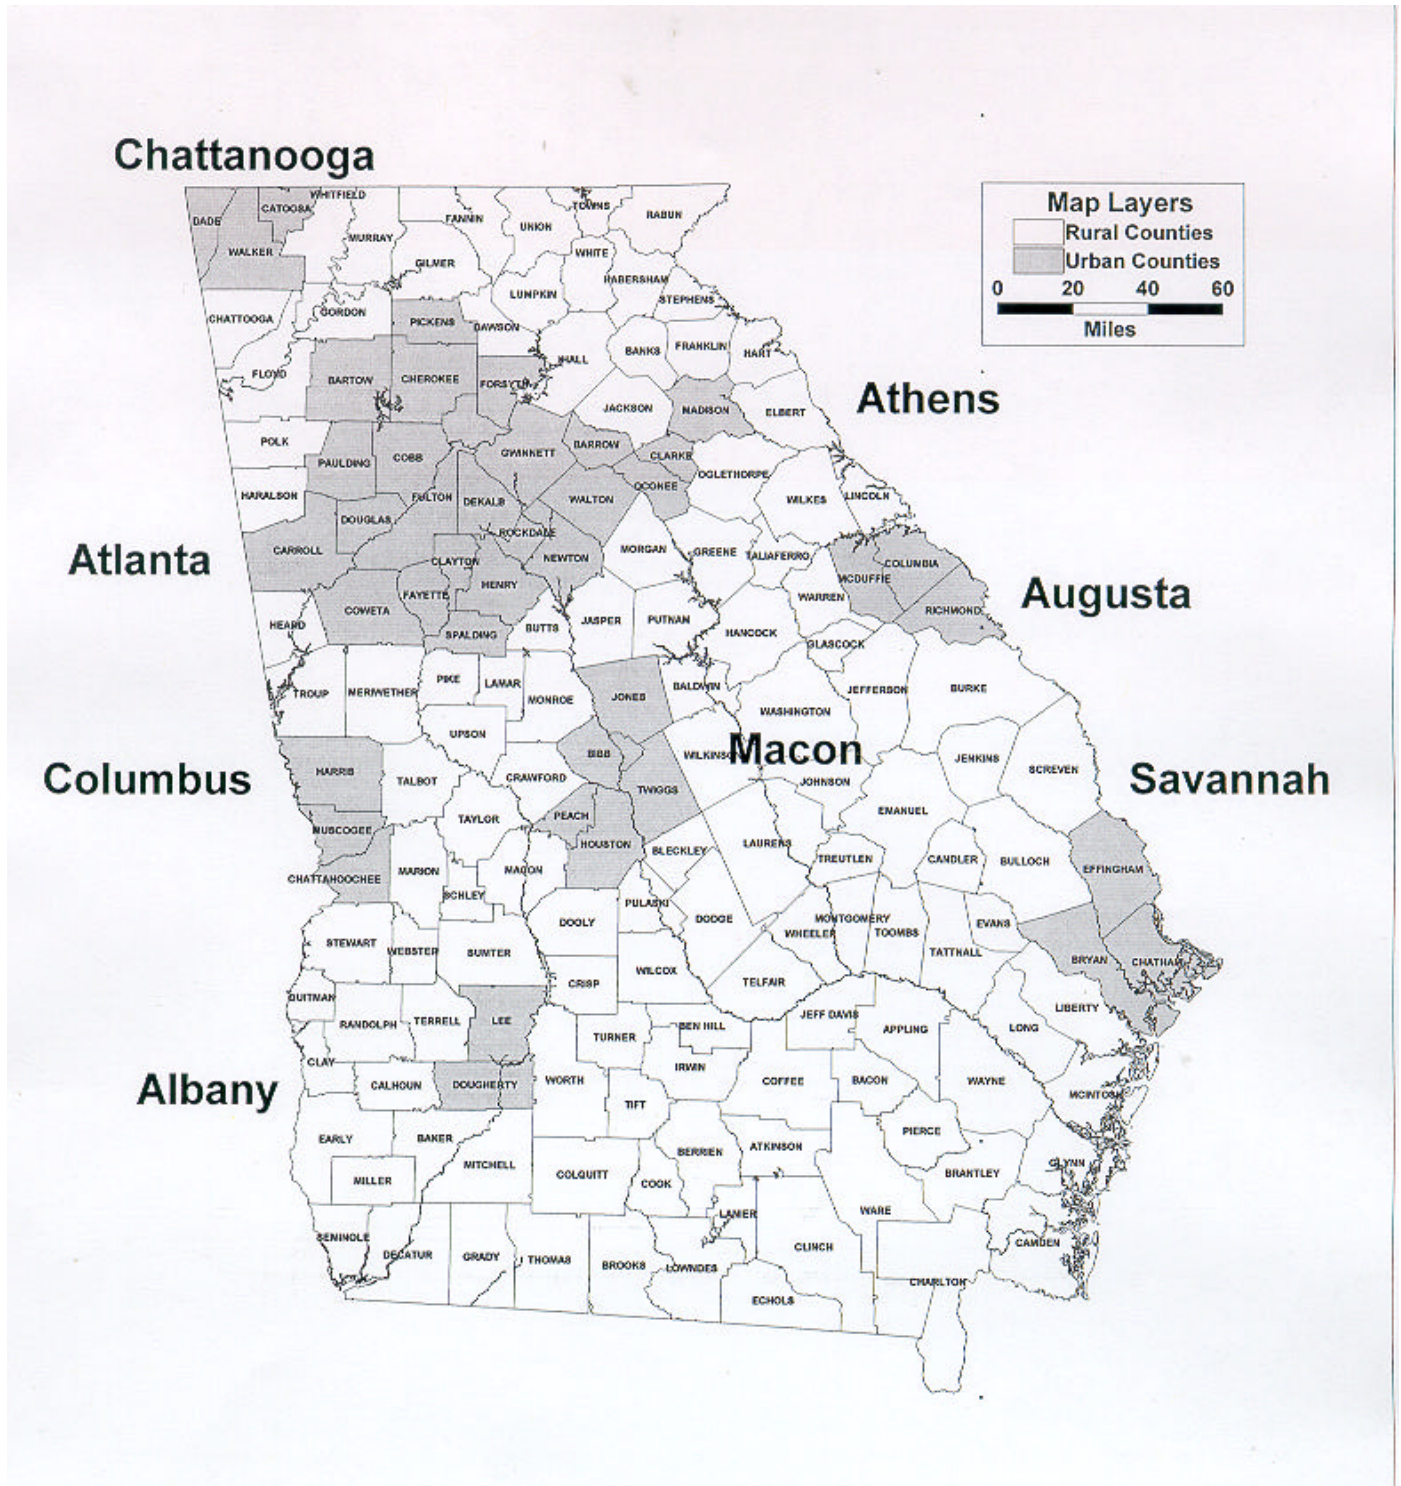 Chattanooga
Map Layers
Rural Counties
Urban Counties
0 20 40 60
Miles
WHITFIELD
CATOOSA
DADE
WALKER
MURRAY
FANNIN
GILMER
UNION
TOWNS
RABUN
WHITE
HABERSHAM
LUMPKIN
STEPHENS
CHATTOOGA
GORDON
PICKENS
DAWSON
HALL
BANKS
FRANKLIN
HART
FLOYD
BARTOW
CHEROKEE
FORSYTH
JACKSON
MADISON
ELBERT
Athens
POLK
PAULDING
COBB
GWINNETT
BARROW
CLARKE
OGLETHORPE
OCONEE
HARALSON
FULTON
DEKALB
WALTON
WILKES
LINCOLN
DOUGLAS
ROCKDALE
Atlanta
CARROLL
CLAYTON
NEWTON
MORGAN
GREENE
TALIAFERRO
COLUMBIA
MCDUFFIE
HENRY
FAYETTE
COWETA
WARREN
RICHMOND
Augusta
HEARD
SPALDING
BUTTS
JASPER
PUTNAM
HANCOCK
GLASCOCK
TROUP
MERIWETHER
PIKE
LAMAR
MONROE
JONES
BALDWIN
WASHINGTON
JEFFERSON
BURKE
UPSON
BIBB
WILKINSON
Macon
JENKINS
SCREVEN
Columbus
HARRIS
TALBOT
CRAWFORD
TWIGGS
JOHNSON
Savannah
MUSCOGEE
TAYLOR
PEACH
HOUSTON
EMANUEL
BLECKLEY
LAURENS
TREUTLEN
CANDLER
BULLOCH
EFFINGHAM
CHATTAHOOCHEE
MARION
MACON
SCHLEY
PULASKI
DOOLY
DODGE
MONTGOMERY
WHEELER
TOOMBS
EVANS
TATTNALL
STEWART
WEBSTER
SUMTER
BRYAN
CHATHAM
CRISP
WILCOX
TELFAIR
QUITMAN
RANDOLPH
TERRELL
LEE
TURNER
BEN HILL
JEFF DAVIS
APPLING
LONG
LIBERTY
CLAY
CALHOUN
DOUGHERTY
WORTH
IRWIN
COFFEE
BACON
WAYNE
Albany
TIFT
MCINTOSH
EARLY
BAKER
MITCHELL
BERRIEN
ATKINSON
PIERCE
MILLER
COLQUITT
COOK
BRANTLEY
GLYNN
SEMINOLE
DECATUR
GRADY
THOMAS
BROOKS
LANIER
LOWNDES
WARE
CLINCH
CAMDEN
CHARLTON
ECHOLS